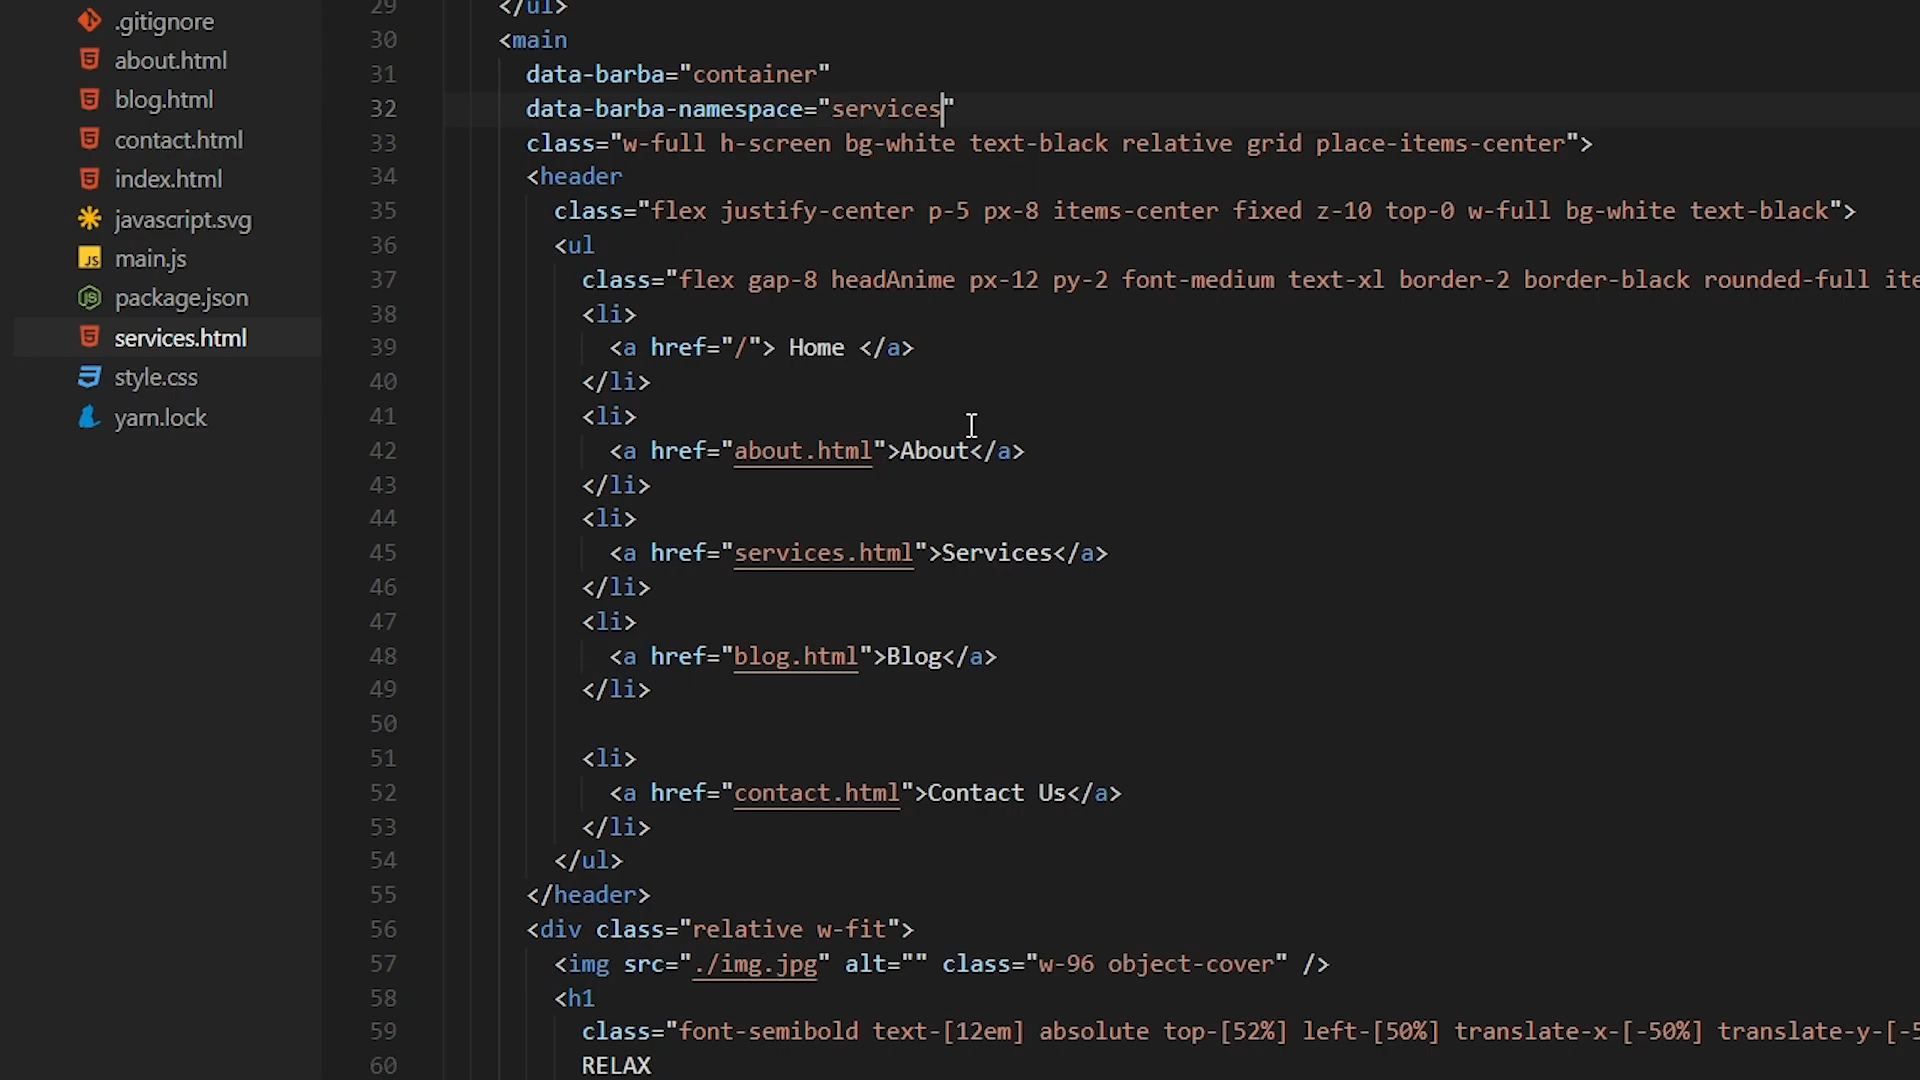 .gitignore
about.html
blog.html
contact.html
index.html
javascript.svg
main.js
package.json
services.html
style.css
yarn.lock
29 </ul>
30 <main
31 data-barba="container"
32 data-barba-namespace="services"
33 class="w-full h-screen bg-white text-black relative grid place-items-center">
34 <header
35 class="flex justify-center p-5 px-8 items-center fixed z-10 top-0 w-full bg-white text-black">
36 <ul
37 class="flex gap-8 headAnime px-12 py-2 font-medium text-xl border-2 border-black rounded-full ite
38 <li>
39 <a href="/"> Home </a>
40 </li>
41 <li>
42 <a href="about.html">About</a>
43 </li>
44 <li>
45 <a href="services.html">Services</a>
46 </li>
47 <li>
48 <a href="blog.html">Blog</a>
49 </li>
50
51 <li>
52 <a href="contact.html">Contact Us</a>
53 </li>
54 </ul>
55 </header>
56 <div class="relative w-fit">
57 <img src="./img.jpg" alt="" class="w-96 object-cover" />
58 <h1
59 class="font-semibold text-[12em] absolute top-[52%] left-[50%] translate-x-[-50%] translate-y-[-5
60 RELAX